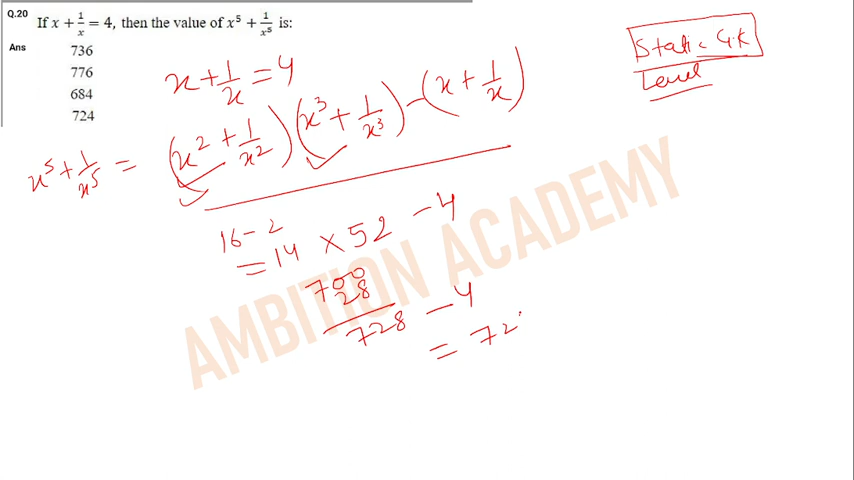 Q.20 If x + 1/x = 4, then the value of x⁵ + 1/x⁵ is:
Ans 736
776
684
724
Static GK
Level
x + 1/x = 4
x⁵ + 1/x⁵ = (x² + 1/x²) (x³ + 1/x³) - (x + 1/x)
16 - 2
= 14 × 52 - 4
700
28
728 - 4
= 72
AMBITION ACADEMY